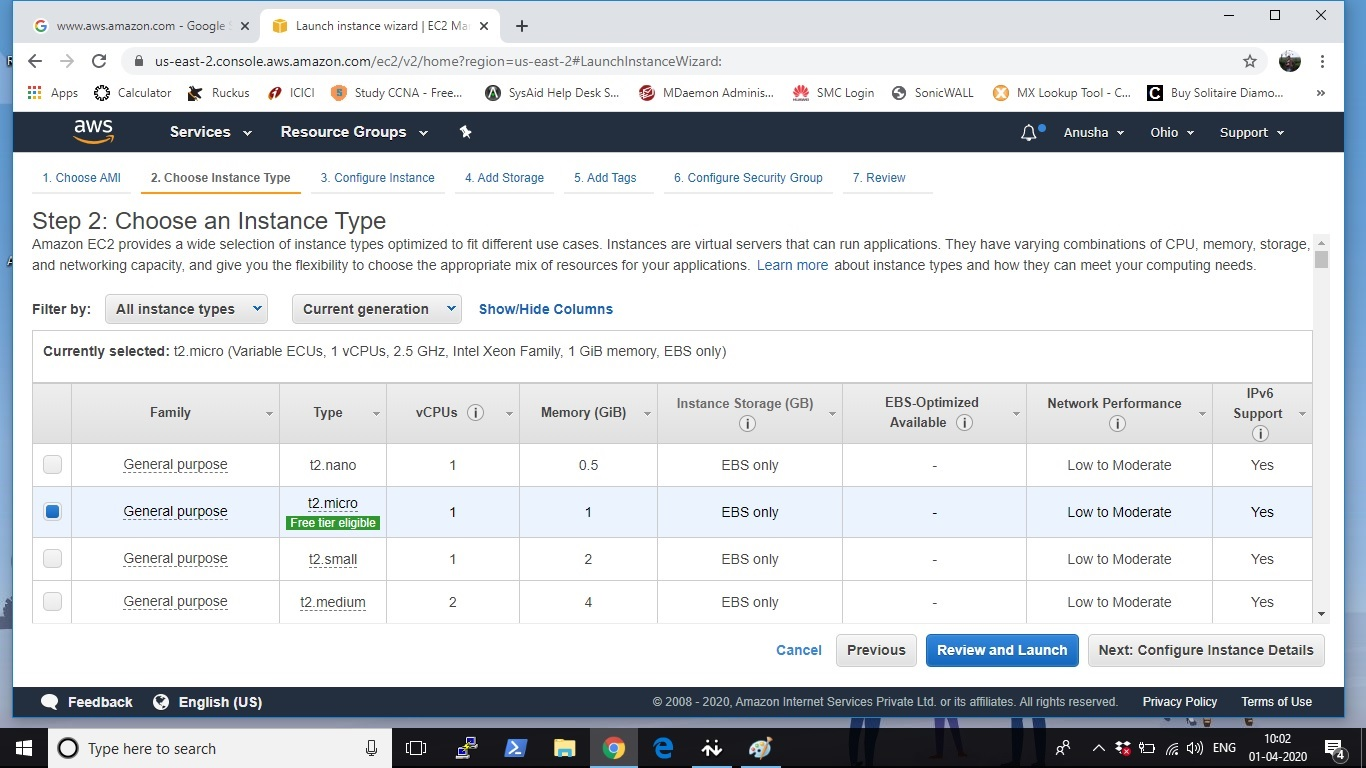 www.aws.amazon.com - Google
Launch instance wizard | EC2 Ma
us-east-2.console.aws.amazon.com/ec2/v2/home?region=us-east-2#LaunchInstanceWizard:
Apps Calculator Ruckus ICICI Study CCNA - Free... SysAid Help Desk S... MDaemon Adminis... SMC Login SonicWALL MX Lookup Tool - C... Buy Solitaire Diamo... »
aws Services Resource Groups Anusha Ohio Support
1. Choose AMI 2. Choose Instance Type 3. Configure Instance 4. Add Storage 5. Add Tags 6. Configure Security Group 7. Review
Step 2: Choose an Instance Type
Amazon EC2 provides a wide selection of instance types optimized to fit different use cases. Instances are virtual servers that can run applications. They have varying combinations of CPU, memory, storage,
and networking capacity, and give you the flexibility to choose the appropriate mix of resources for your applications. Learn more about instance types and how they can meet your computing needs.
Filter by: All instance types Current generation Show/Hide Columns
Currently selected: t2.micro (Variable ECUs, 1 vCPUs, 2.5 GHz, Intel Xeon Family, 1 GiB memory, EBS only)
Family Type vCPUs i Memory (GiB) Instance Storage (GB) i EBS-Optimized Available i Network Performance i IPv6 Support i
General purpose t2.nano 1 0.5 EBS only - Low to Moderate Yes
General purpose t2.micro 1 1 EBS only - Low to Moderate Yes
Free tier eligible
General purpose t2.small 1 2 EBS only - Low to Moderate Yes
General purpose t2.medium 2 4 EBS only - Low to Moderate Yes
Cancel Previous Review and Launch Next: Configure Instance Details
Feedback English (US) © 2008 - 2020, Amazon Internet Services Private Ltd. or its affiliates. All rights reserved. Privacy Policy Terms of Use
Type here to search ENG 10:02
01-04-2020 4